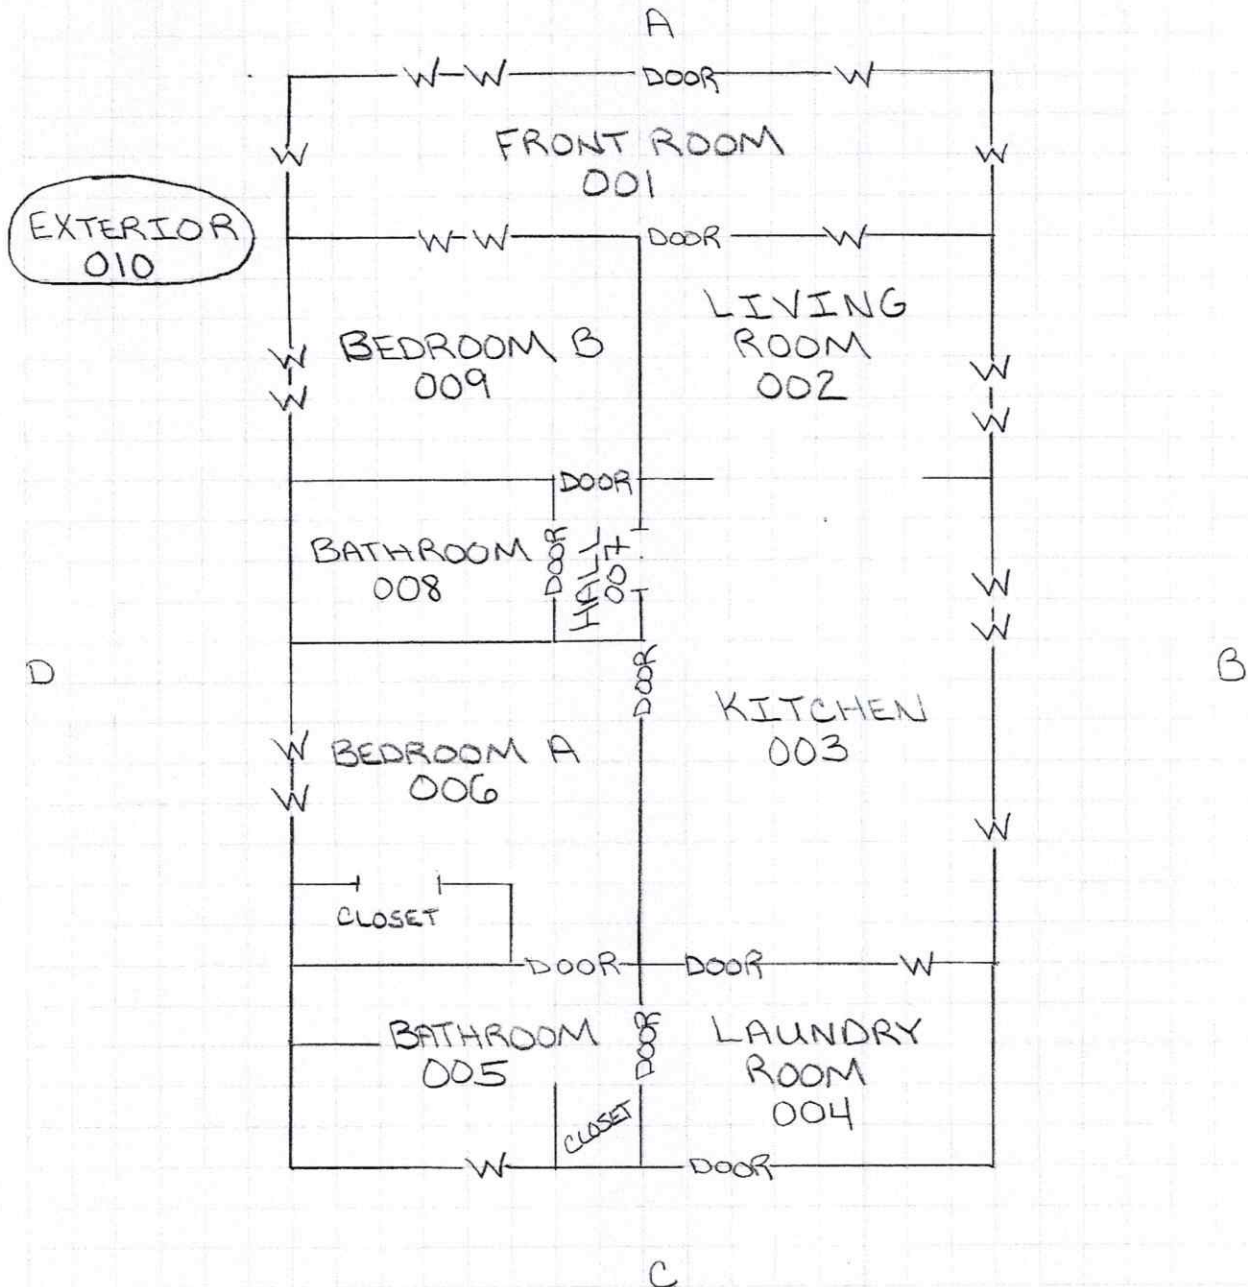 A
W W DOOR W
FRONT ROOM
001
W
W
EXTERIOR
010
W W DOOR W
LIVING
ROOM
002
BEDROOM B
009
W
W
W
W
DOOR
BATHROOM
008
DOOR
HALL
007
W
W
D
DOOR
B
KITCHEN
003
W
W
BEDROOM A
006
W
CLOSET
DOOR DOOR W
BATHROOM
005
DOOR
LAUNDRY
ROOM
004
CLOSET
W DOOR
C